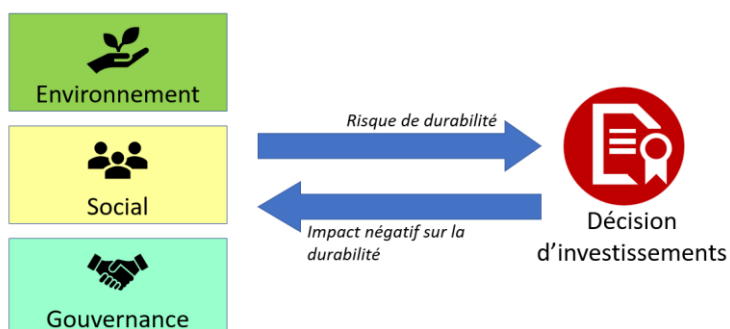 Environnement
Social
Gouvernance
Risque de durabilité
Impact négatif sur la
durabilité
Décision
d'investissements